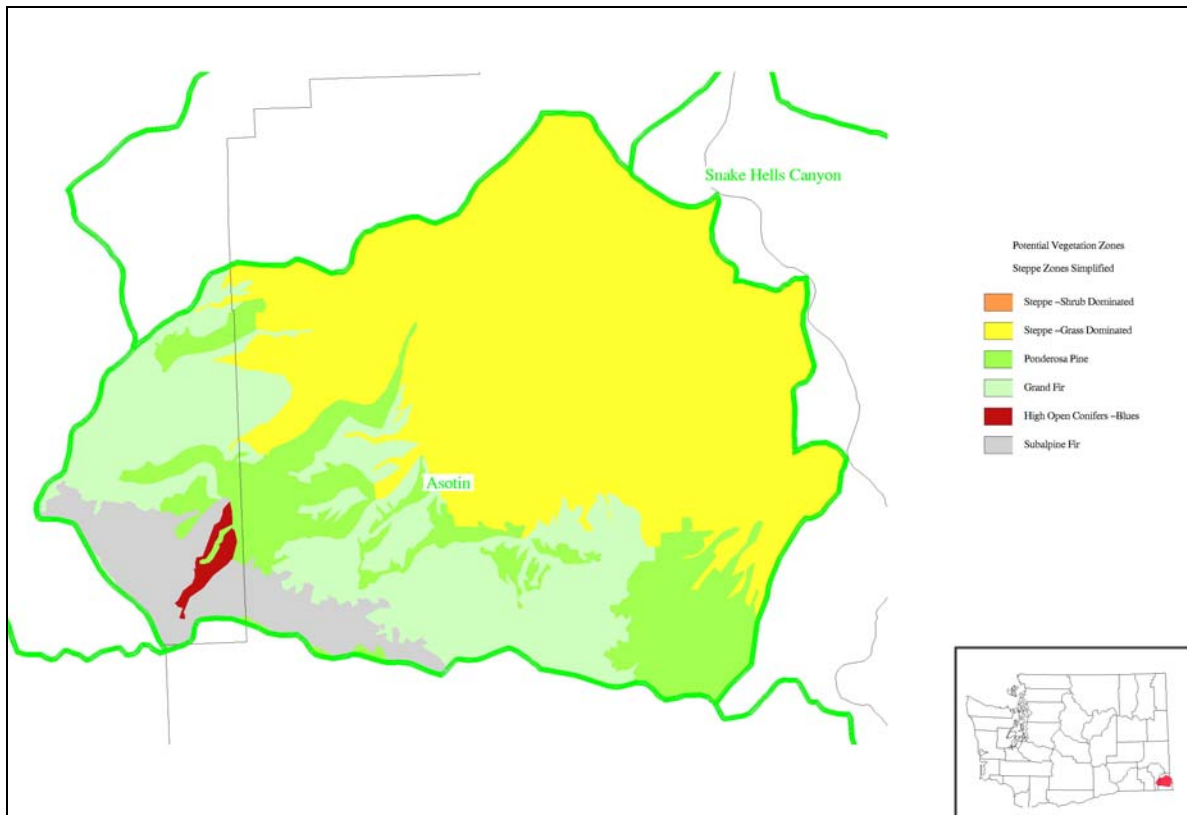 Snake Hells Canyon
Asotin
Potential Vegetation Zones
Steppe Zones Simplified
Steppe -Shrub Dominated
Steppe -Grass Dominated
Ponderosa Pine
Grand Fir
High Open Conifers -Blues
Subalpine Fir